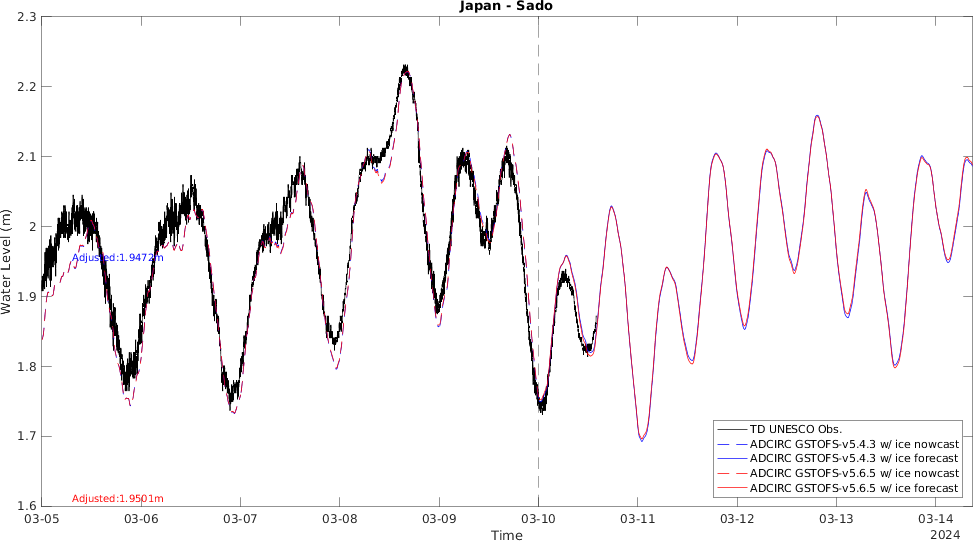 Japan - Sado
2.3
2.2
2.1
2
1.9
1.8
1.7
1.6
Water Level (m)
Adjusted:1.9472m
Adjusted:1.9501m
TD UNESCO Obs.
ADCIRC GSTOFS-v5.4.3 w/ ice nowcast
ADCIRC GSTOFS-v5.4.3 w/ ice forecast
ADCIRC GSTOFS-v5.6.5 w/ ice nowcast
ADCIRC GSTOFS-v5.6.5 w/ ice forecast
03-05 03-06 03-07 03-08 03-09 03-10 03-11 03-12 03-13 03-14
Time
2024